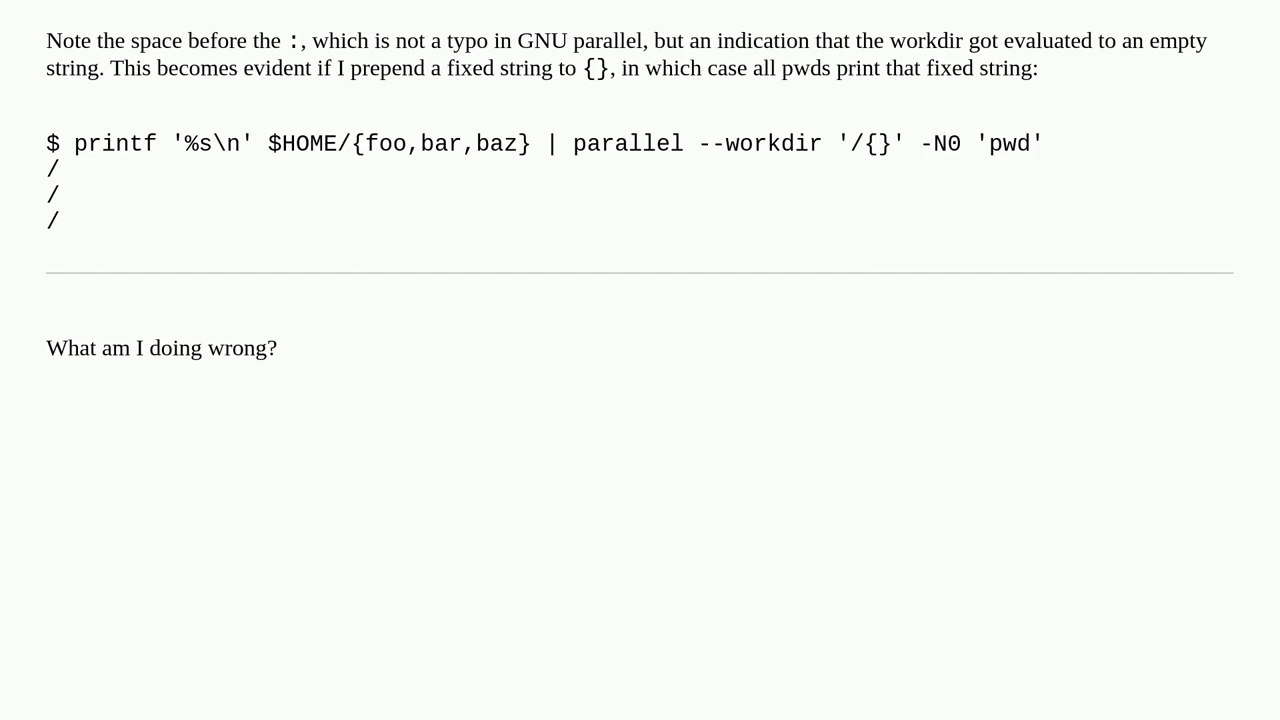 Note the space before the :, which is not a typo in GNU parallel, but an indication that the workdir got evaluated to an empty
string. This becomes evident if I prepend a fixed string to {}, in which case all pwds print that fixed string:
$ printf '%s\n' $HOME/{foo,bar,baz} | parallel --workdir '/{}' -N0 'pwd'
/
/
/
What am I doing wrong?